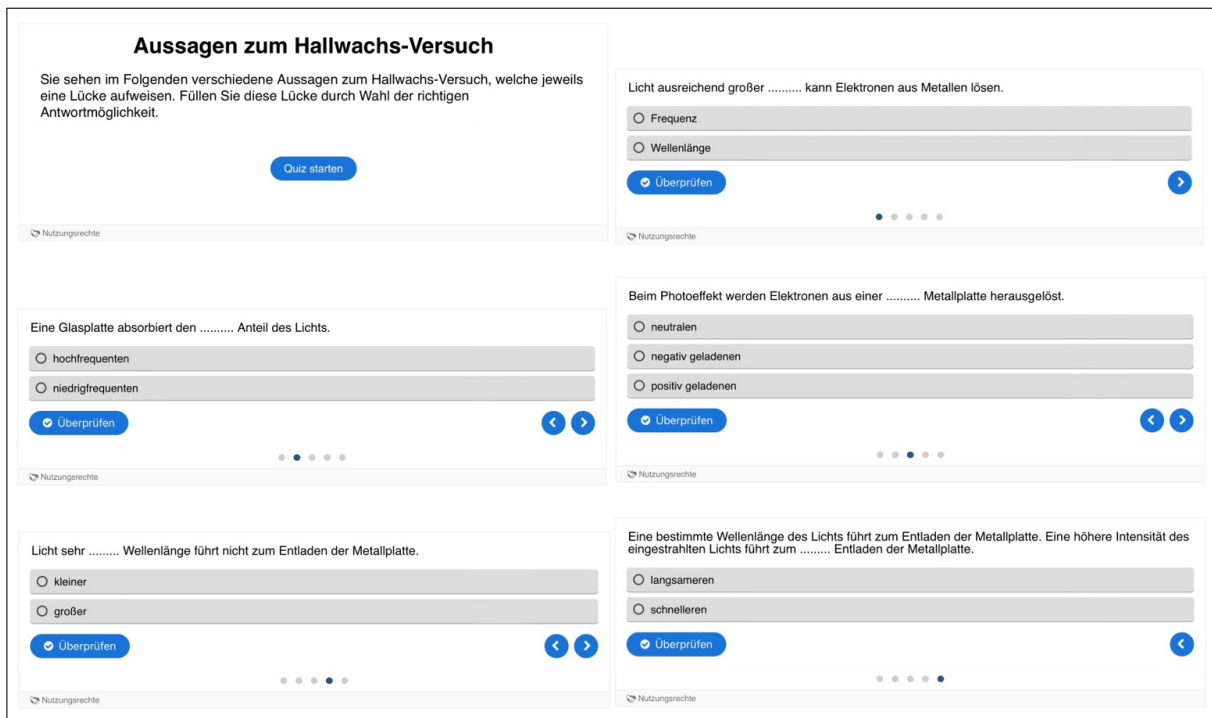 Aussagen zum Hallwachs-Versuch
Sie sehen im Folgenden verschiedene Aussagen zum Hallwachs-Versuch, welche jeweils
eine Lücke aufweisen. Füllen Sie diese Lücke durch Wahl der richtigen
Antwortmöglichkeit.
Quiz starten
Nutzungsrechte
Licht ausreichend großer .......... kann Elektronen aus Metallen lösen.
Frequenz
Wellenlänge
Überprüfen
Nutzungsrechte
Eine Glasplatte absorbiert den .......... Anteil des Lichts.
hochfrequenten
niedrigfrequenten
Überprüfen
Nutzungsrechte
Beim Photoeffekt werden Elektronen aus einer .......... Metallplatte herausgelöst.
neutralen
negativ geladenen
positiv geladenen
Überprüfen
Nutzungsrechte
Licht sehr ......... Wellenlänge führt nicht zum Entladen der Metallplatte.
kleiner
großer
Überprüfen
Nutzungsrechte
Eine bestimmte Wellenlänge des Lichts führt zum Entladen der Metallplatte. Eine höhere Intensität des
eingestrahlten Lichts führt zum ......... Entladen der Metallplatte.
langsameren
schnelleren
Überprüfen
Nutzungsrechte